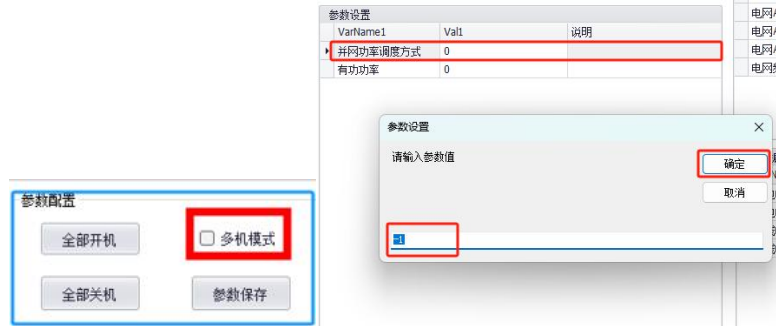 参数设置
VarName1 Val1 说明
并网功率调度方式 0
有功功率 0
电网
电网
电网
参数设置
请输入参数值
确定
取消
-1
参数配置
全部开机 多机模式
全部关机 参数保存